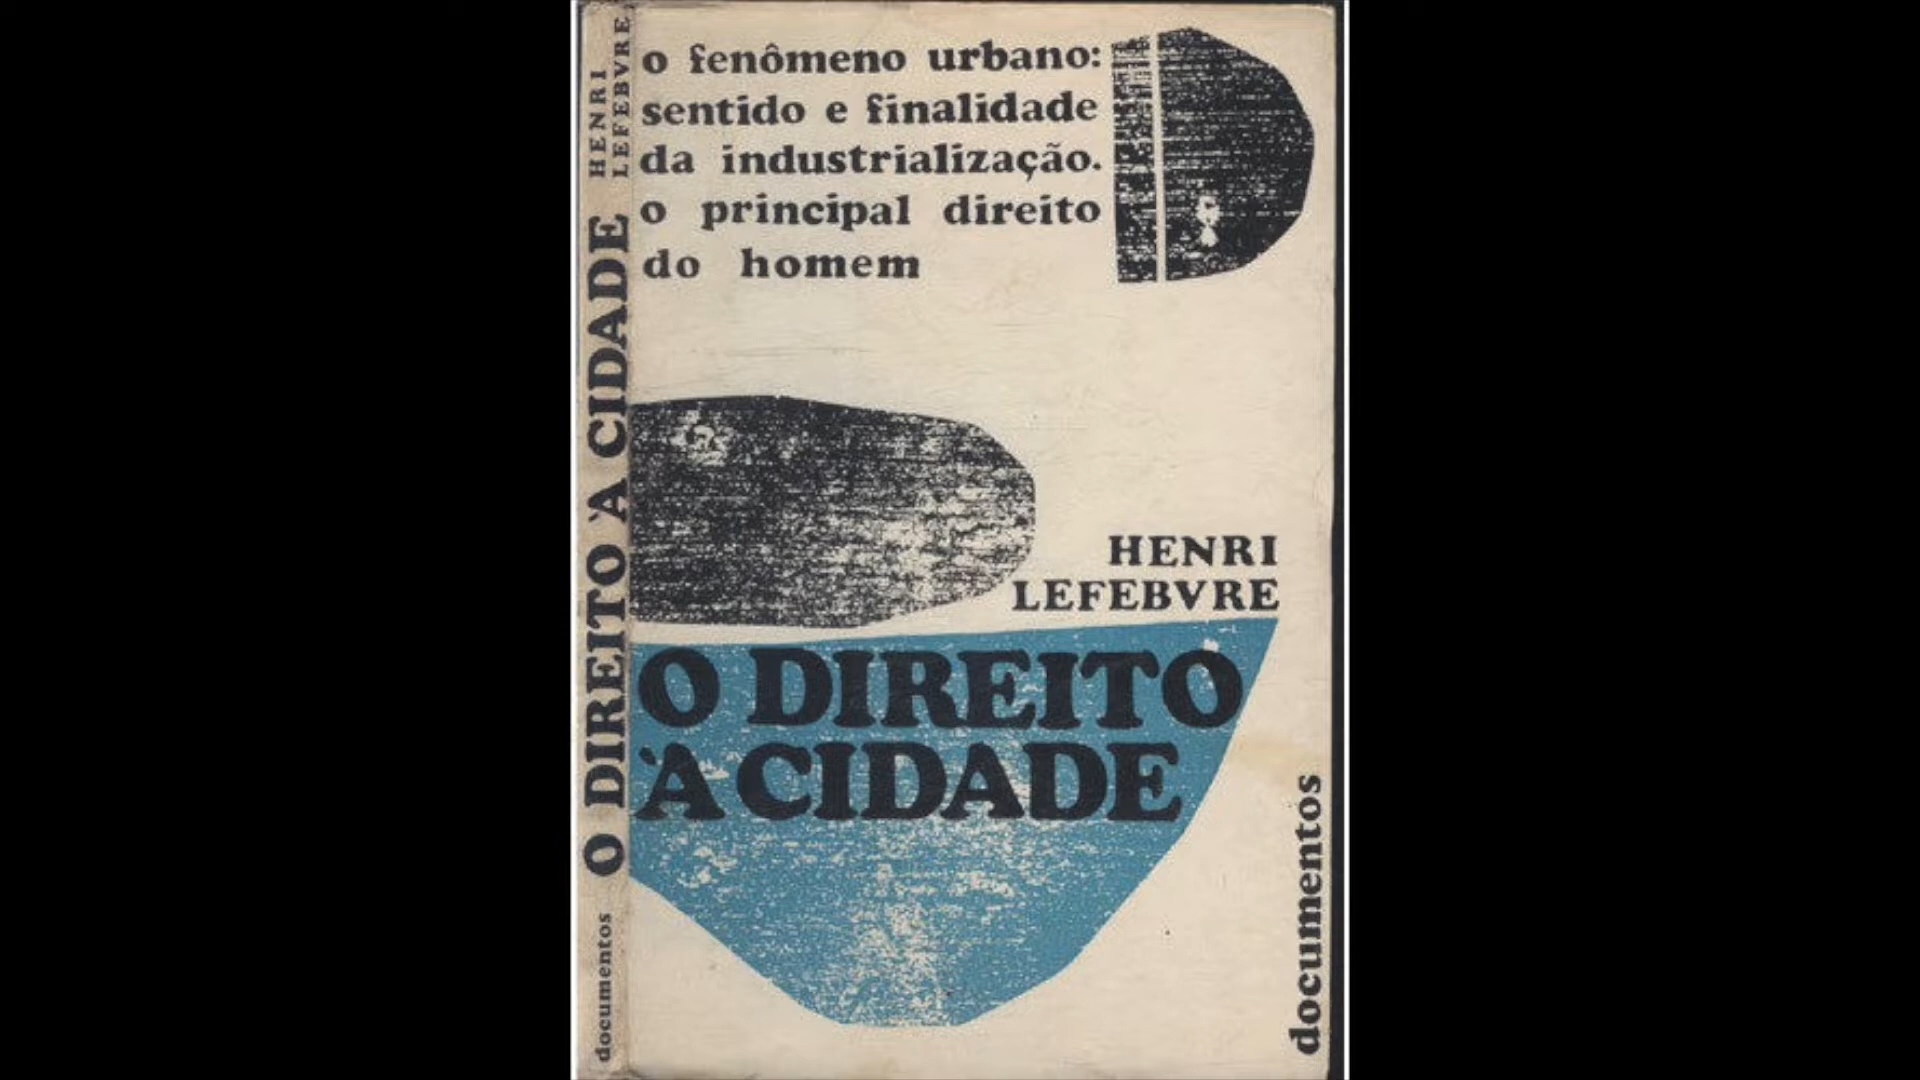 HENRI
LEFEBVRE
O DIREITO À CIDADE
documentos
o fenômeno urbano:
sentido e finalidade
da industrialização.
o principal direito
do homem
HENRI
LEFEBVRE
O DIREITO
À CIDADE
documentos